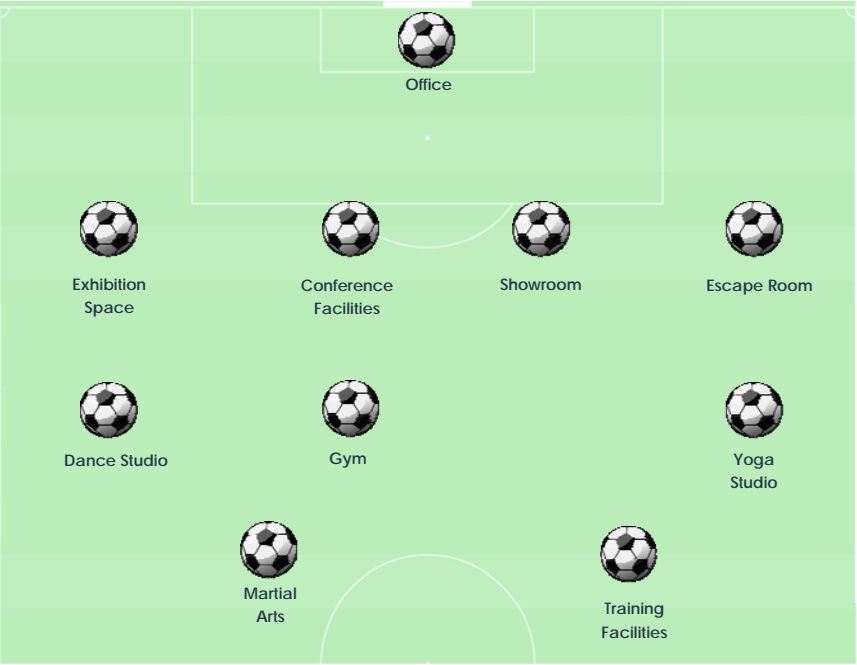 Office
Exhibition
Space
Conference
Facilities
Showroom
Escape Room
Dance Studio
Gym
Yoga
Studio
Martial
Arts
Training
Facilities